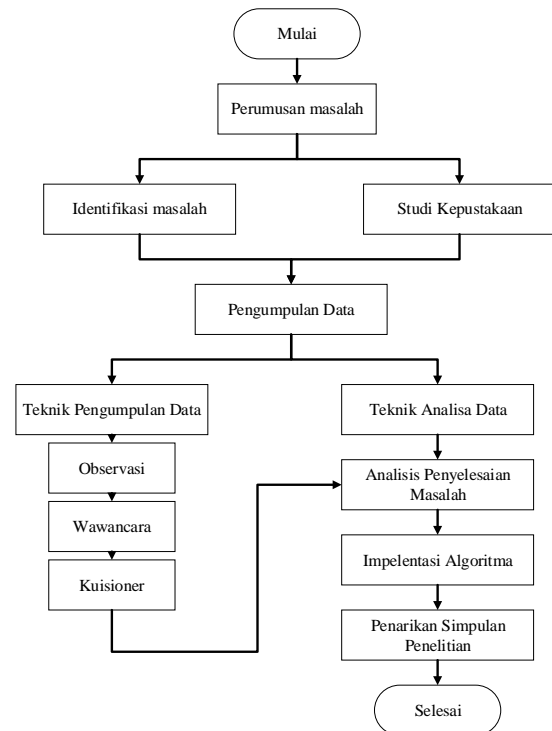 Mulai
Perumusan masalah
Identifikasi masalah
Studi Kepustakaan
Pengumpulan Data
Teknik Pengumpulan Data
Teknik Analisa Data
Observasi
Analisis Penyelesaian
Masalah
Wawancara
Impelentasi Algoritma
Kuisioner
Penarikan Simpulan
Penelitian
Selesai